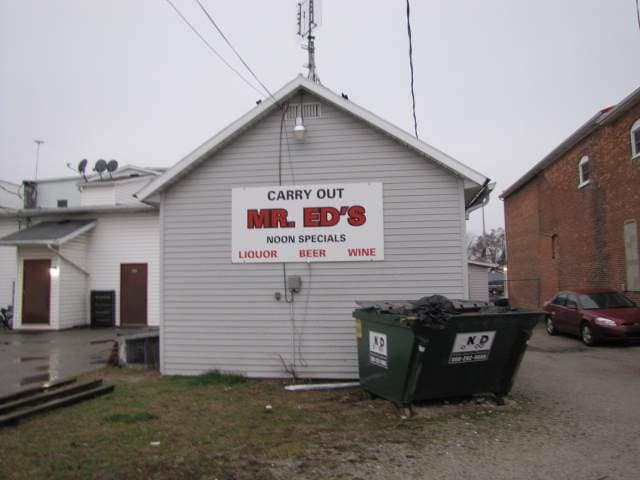 CARRY OUT
MR. ED'S
NOON SPECIALS
LIQUOR BEER WINE
K D
K D